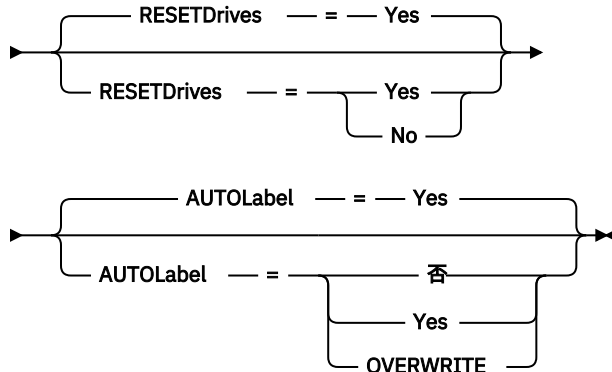 RESETDrives = Yes
RESETDrives = Yes
No
AUTOLabel = Yes
AUTOLabel = 否
Yes
OVERWRITE